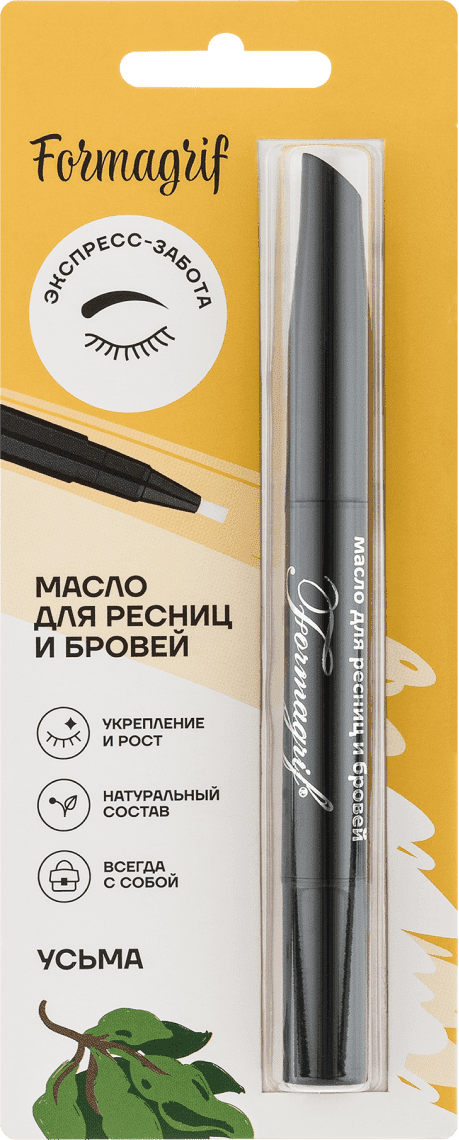 Formagrif
ЭКСПРЕСС-ЗАБОТА
МАСЛО
ДЛЯ РЕСНИЦ
И БРОВЕЙ
УКРЕПЛЕНИЕ
И РОСТ
НАТУРАЛЬНЫЙ
СОСТАВ
ВСЕГДА
С СОБОЙ
УСЬМА
масло для ресниц и бровей
Formagrif®